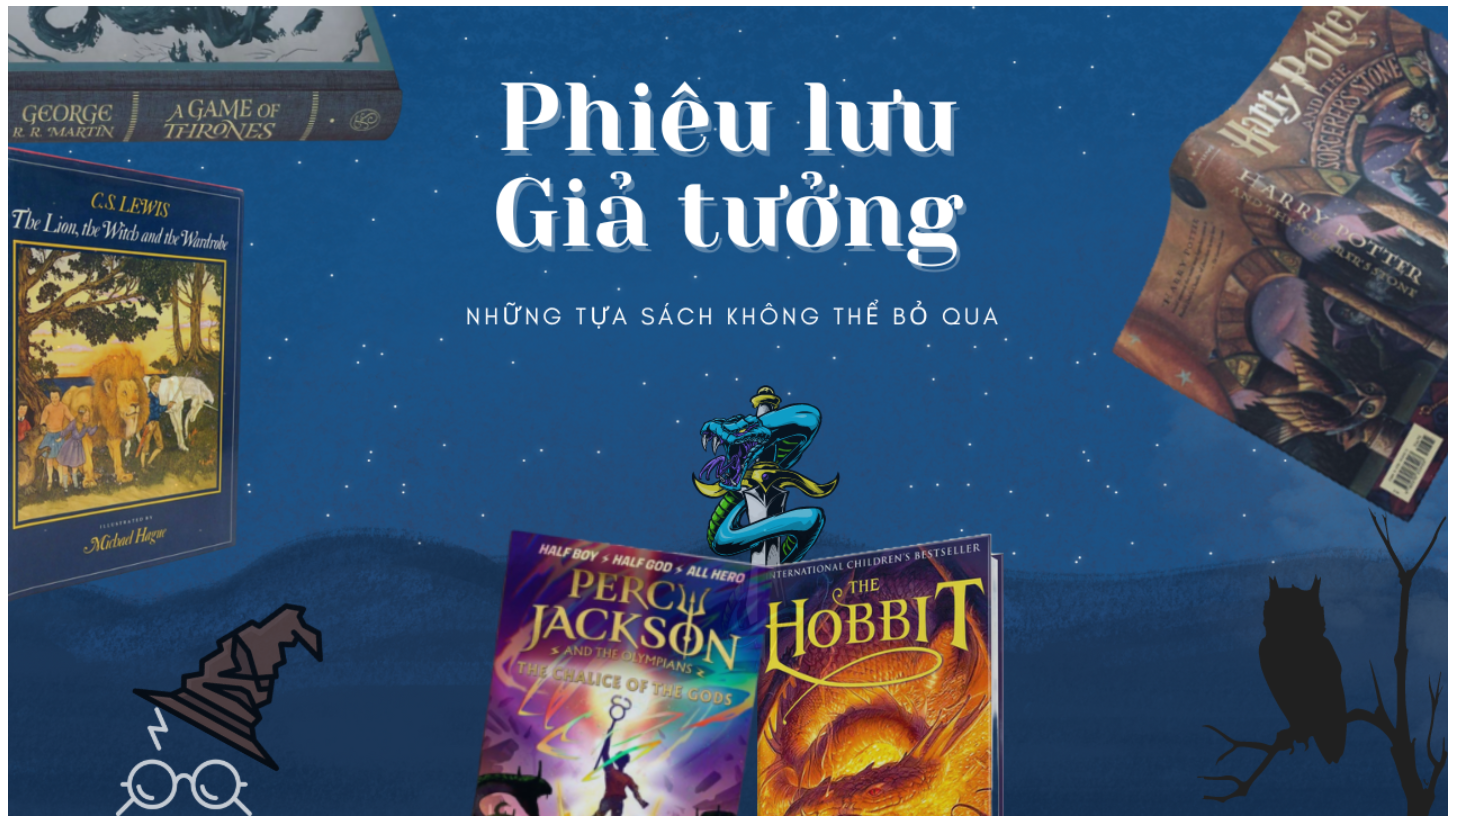 GEORGE
R. R. MARTIN
A GAME OF
THRONES
Phiêu lưu
Giả tưởng
NHỮNG TỰA SÁCH KHÔNG THỂ BỎ QUA
C.S. LEWIS
The Lion, the Witch and the Wardrobe
ILLUSTRATED BY
Michael Hague
Harry Potter
AND THE
SORCERER'S STONE
HARRY
POTTER
HALF BOY HALF GOD ALL HERO
PERCY
JACKSON
AND THE OLYMPIANS
THE CHALICE OF THE GODS
INTERNATIONAL CHILDREN'S BESTSELLER
THE
HOBBIT